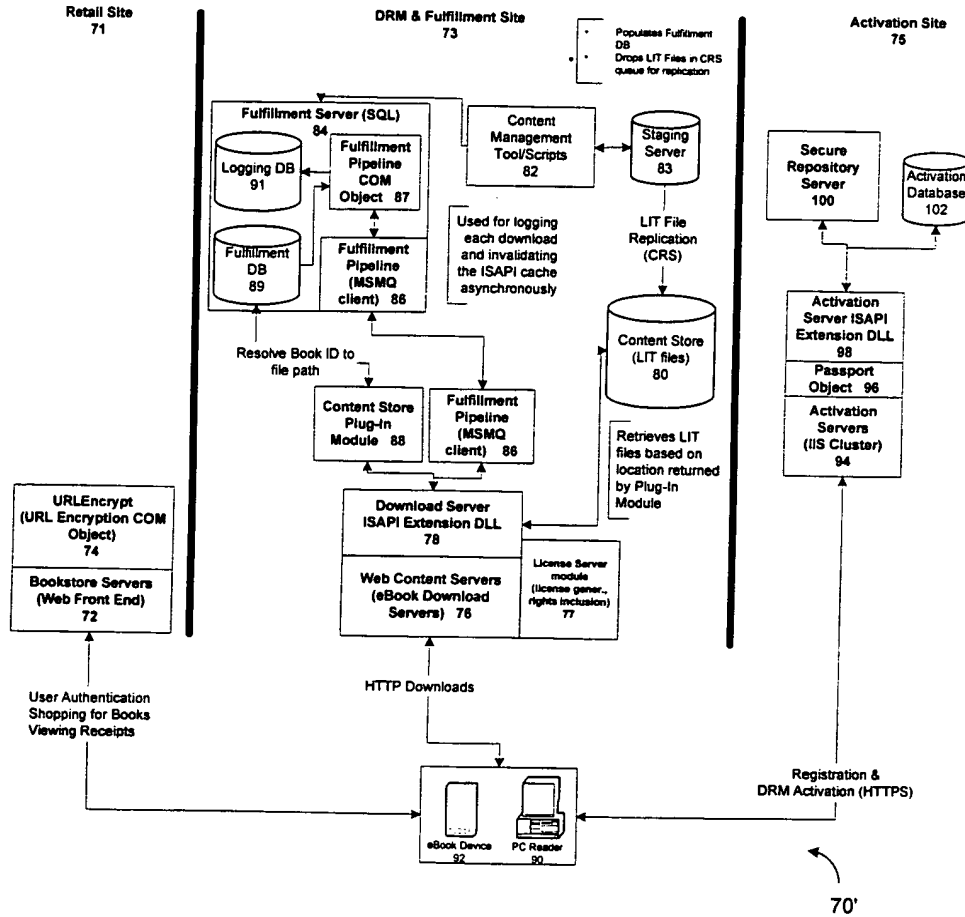 Retail Site
71
DRM & Fulfillment Site
73
Activation Site
75
Populates Fulfillment
DB
Drops LIT Files in CRS
queue for replication
Fulfillment Server (SQL)
84
Logging DB
91
Fulfillment
Pipeline
COM
Object 87
Fulfillment DB
89
Fulfillment
Pipeline
(MSMQ
client) 86
Content
Management
Tool/Scripts
82
Staging
Server
83
Used for logging
each download
and invalidating
the ISAPI cache
asynchronously
LIT File
Replication
(CRS)
Content Store
(LIT files)
80
Secure
Repository
Server
100
Activation
Database
102
Activation
Server ISAPI
Extension DLL
98
Passport
Object 96
Activation
Servers
(IIS Cluster)
94
Resolve Book ID to
file path
Content Store
Plug-In
Module 88
Fulfillment
Pipeline
(MSMQ
client) 86
Retrieves LIT
files based on
location returned
by Plug-In
Module
URLEncrypt
(URL Encryption COM
Object)
74
Bookstore Servers
(Web Front End)
72
Download Server
ISAPI Extension DLL
78
Web Content Servers
(eBook Download
Servers) 76
License Server
module
(license gener.,
rights inclusion)
77
User Authentication
Shopping for Books
Viewing Receipts
HTTP Downloads
Registration &
DRM Activation (HTTPS)
eBook Device
92
PC Reader
90
70'